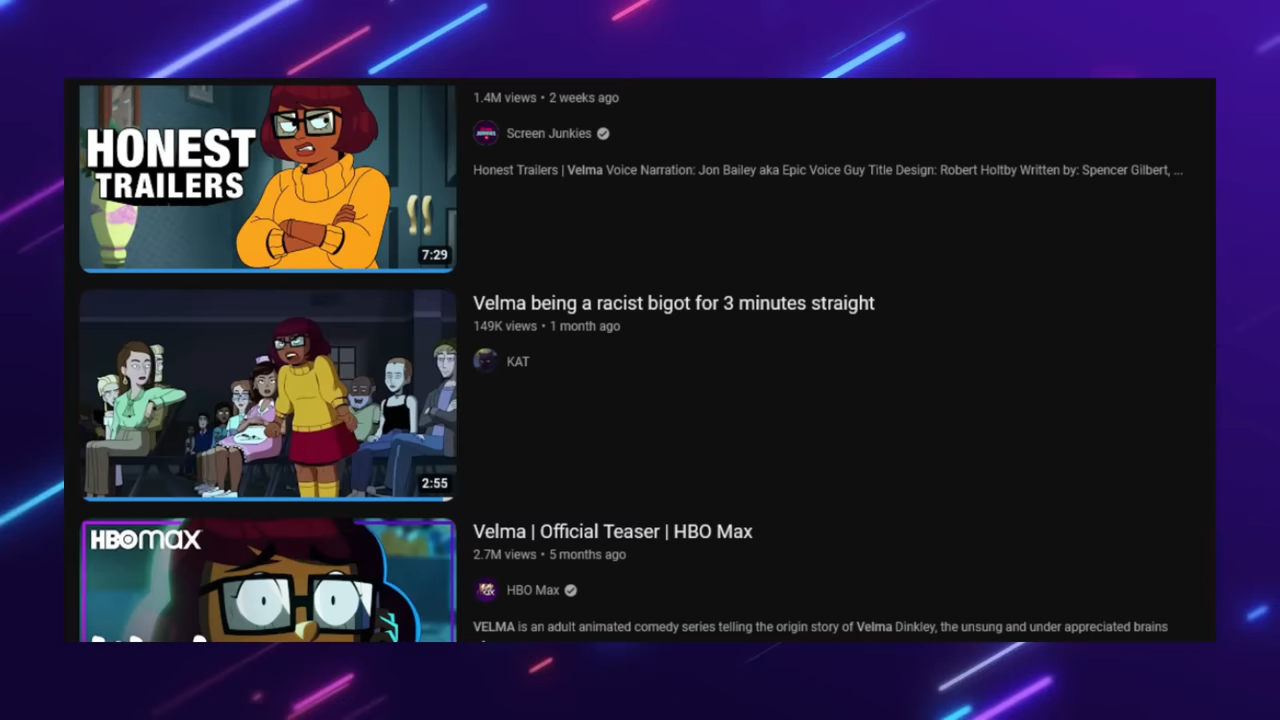 HONEST
TRAILERS
7:29
1.4M views • 2 weeks ago
Screen Junkies
Honest Trailers | Velma Voice Narration: Jon Bailey aka Epic Voice Guy Title Design: Robert Holtby Written by: Spencer Gilbert, ...
2:55
Velma being a racist bigot for 3 minutes straight
149K views • 1 month ago
KAT
HBOmax
Velma | Official Teaser | HBO Max
2.7M views • 5 months ago
HBO Max
VELMA is an adult animated comedy series telling the origin story of Velma Dinkley, the unsung and under appreciated brains